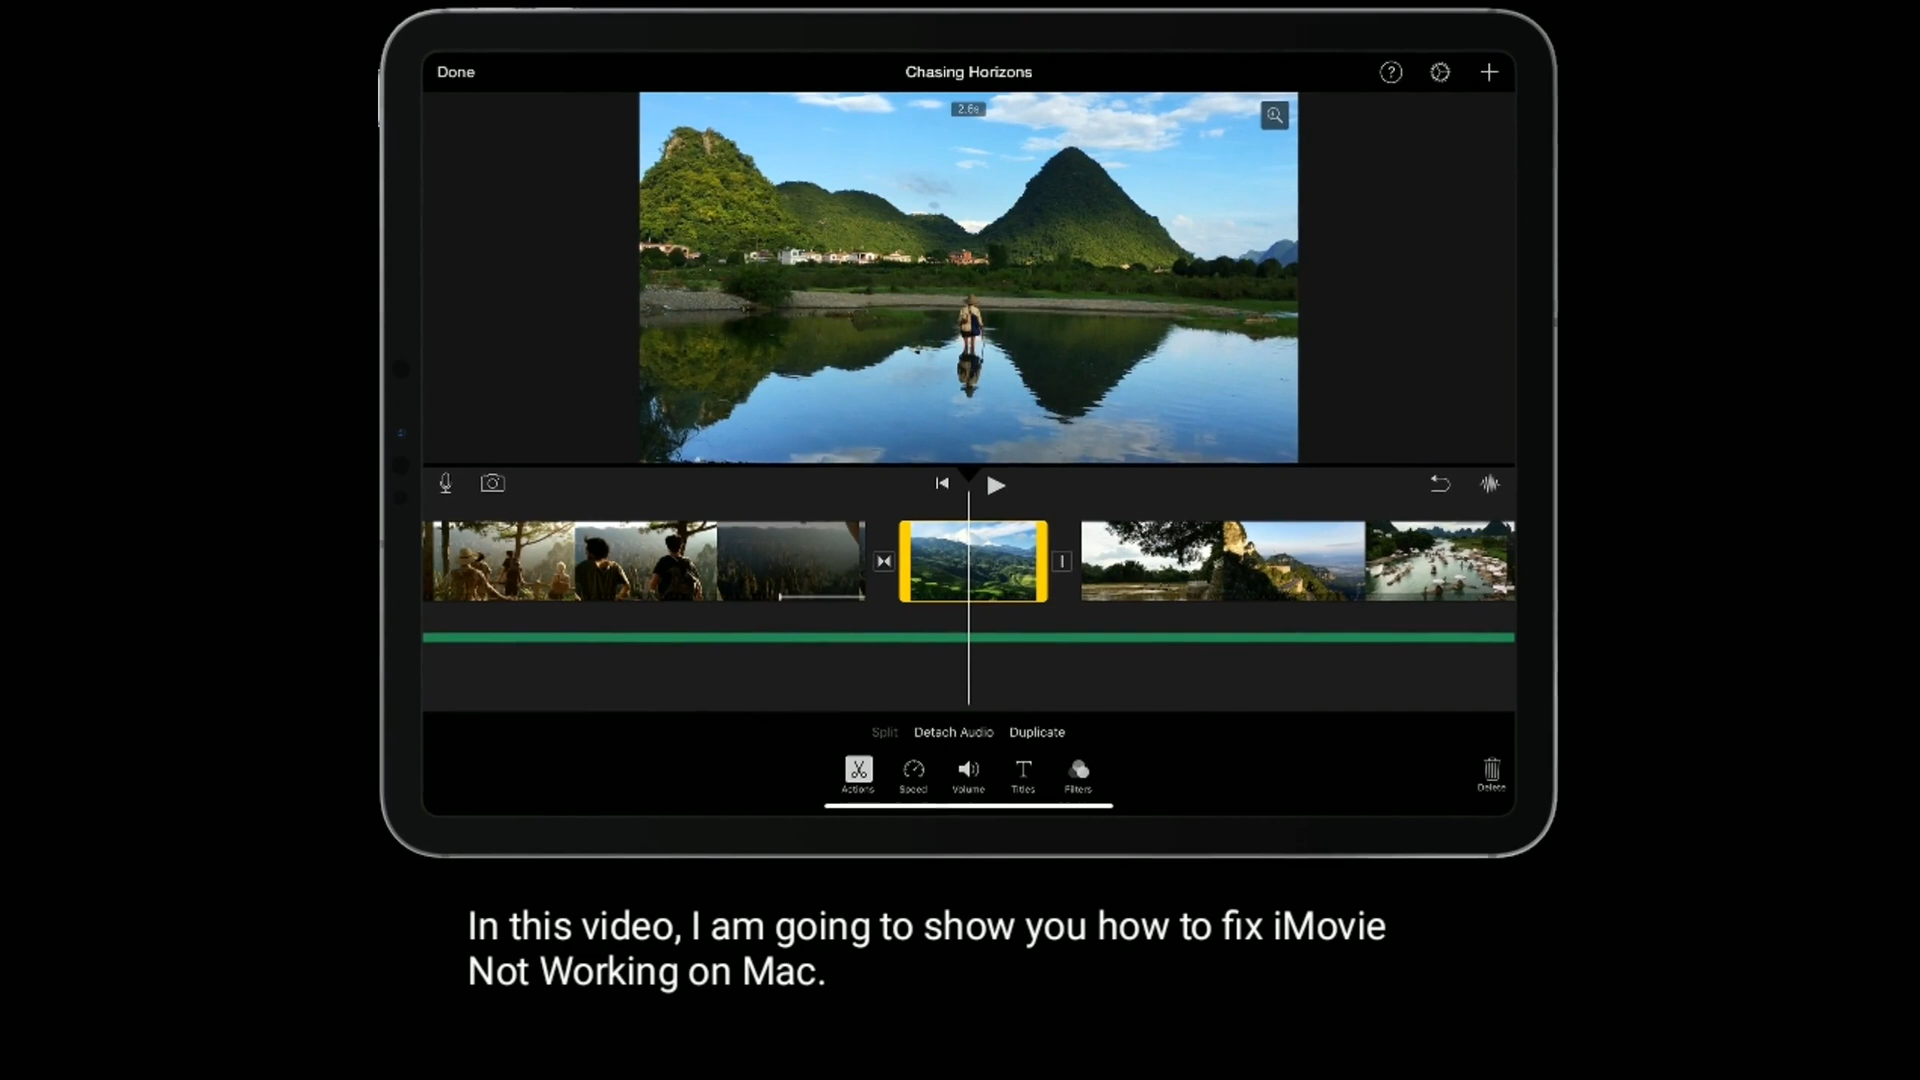 Done
Chasing Horizons
?
2.6s
Split Detach Audio Duplicate
Actions Speed Volume Titles Filters
Delete
In this video, I am going to show you how to fix iMovie
Not Working on Mac.